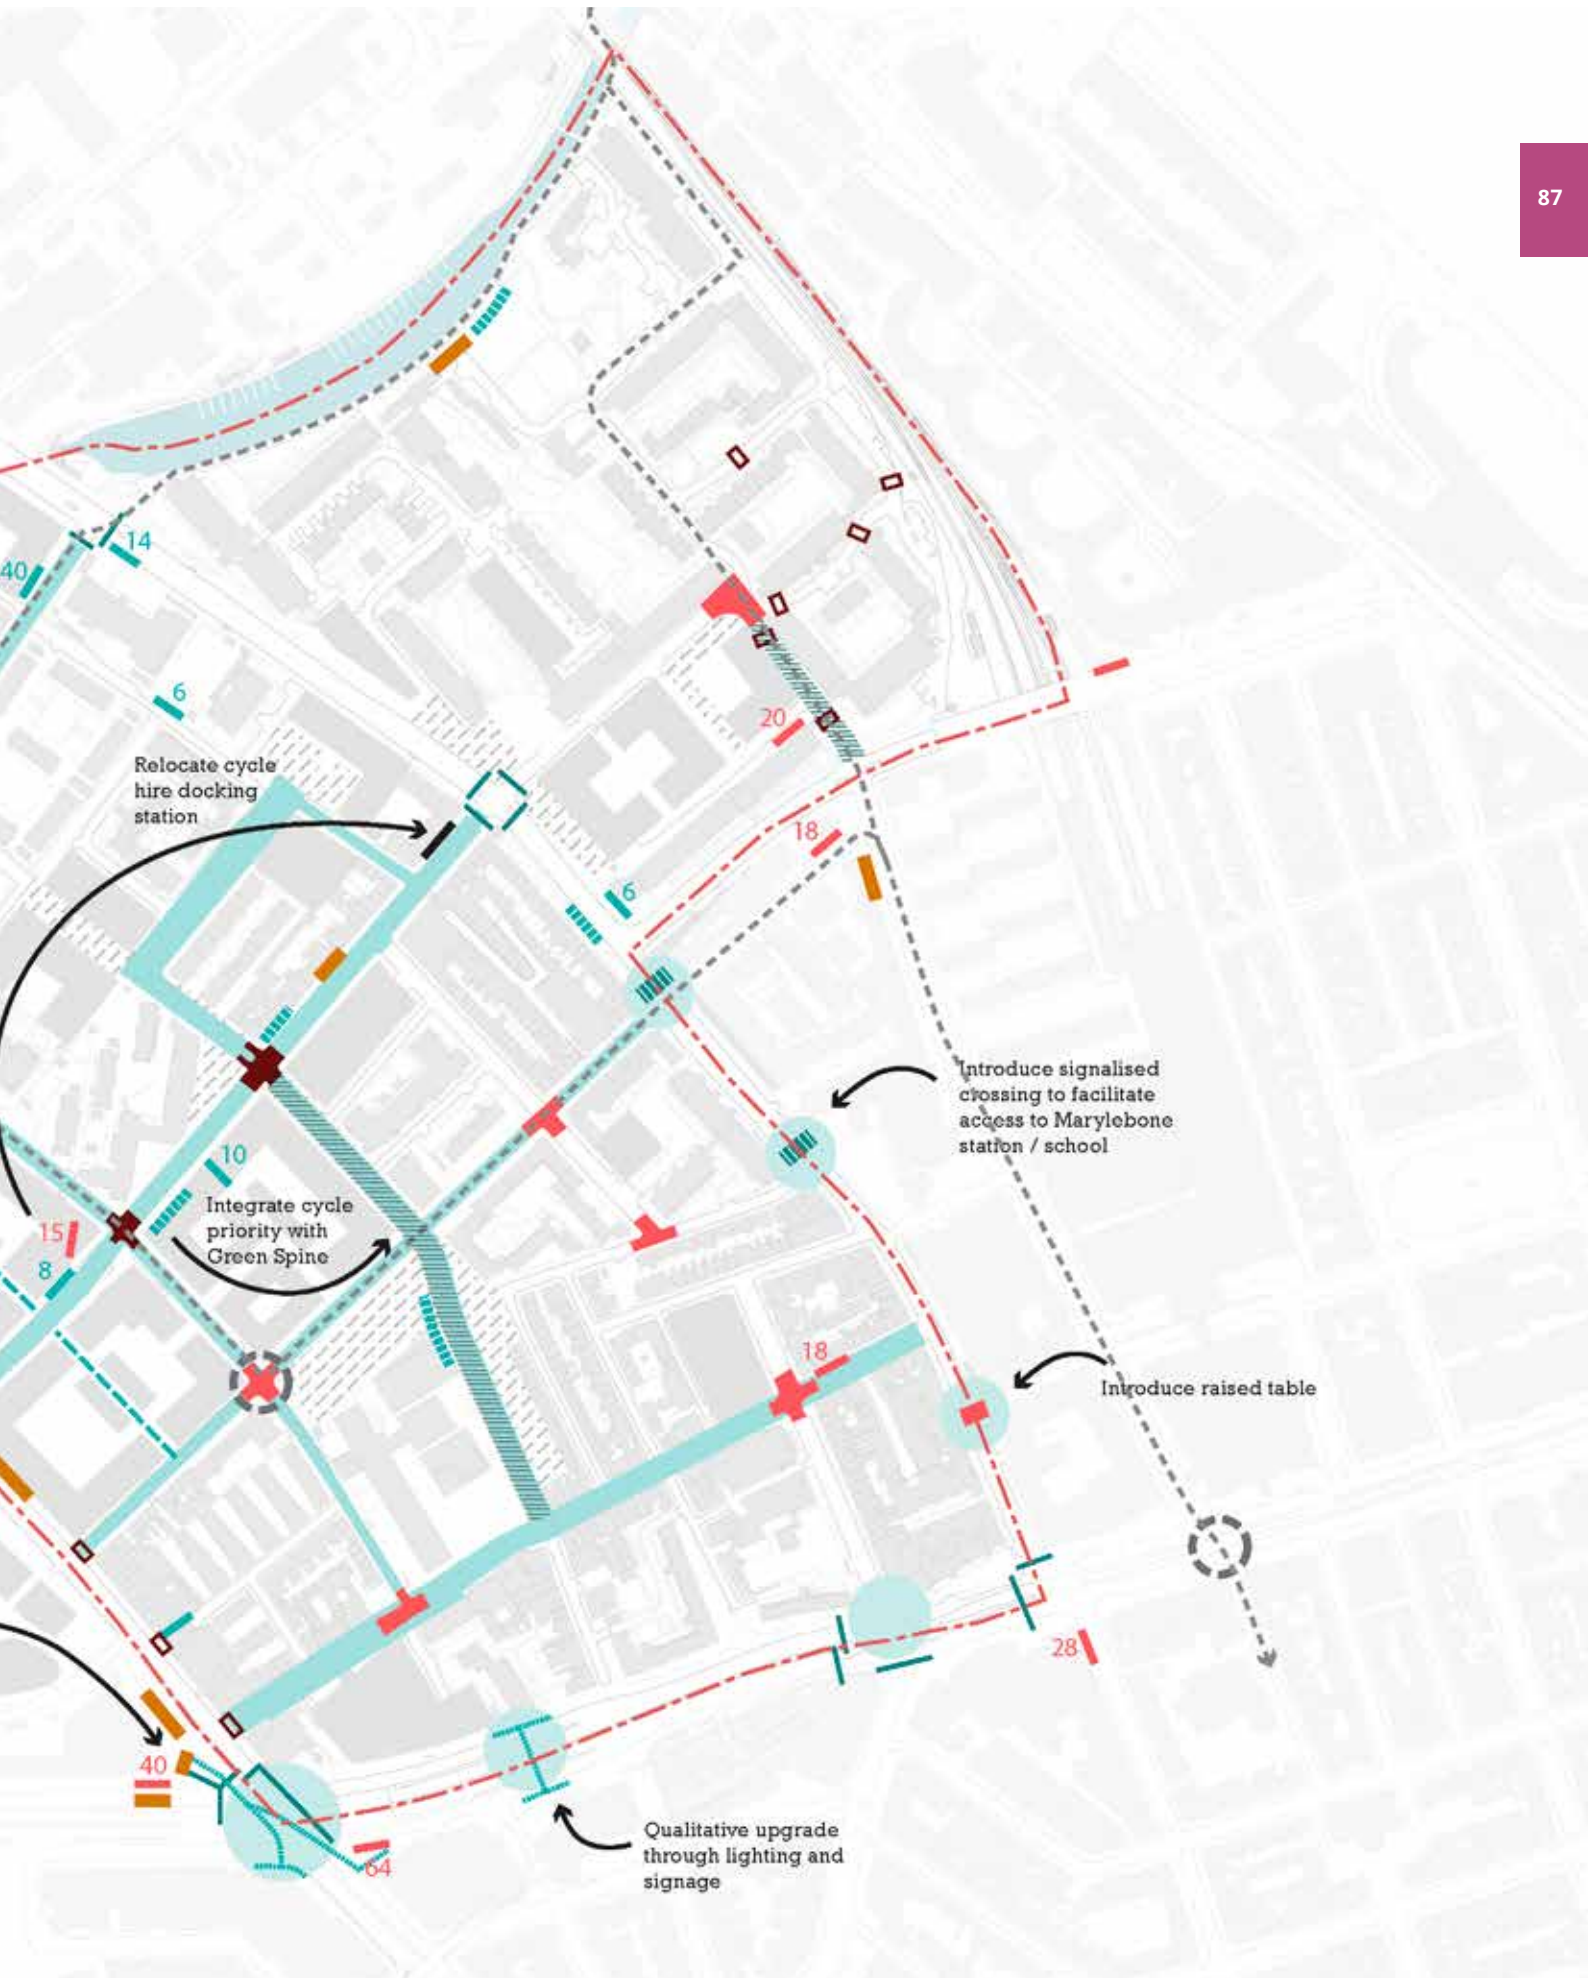 87
14
40
6
20
Relocate cycle
hire docking
station
18
6
Introduce signalised
crossing to facilitate
access to Marylebone
station / school
10
Integrate cycle
priority with
Green Spine
15
8
18
Introduce raised table
28
40
Qualitative upgrade
through lighting and
signage
64